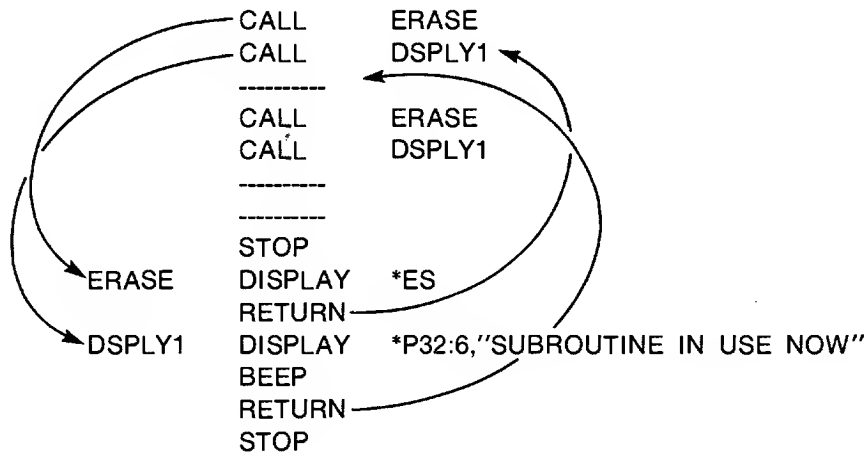 CALL ERASE
CALL DSPLY1
----------
CALL ERASE
CALL DSPLY1
----------
----------
STOP
ERASE DISPLAY *ES
RETURN
DSPLY1 DISPLAY *P32:6,"SUBROUTINE IN USE NOW"
BEEP
RETURN
STOP